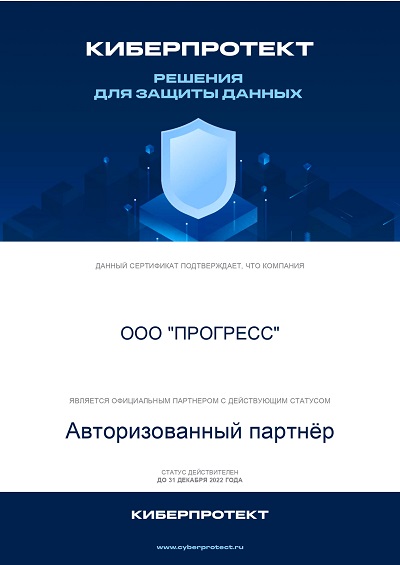 КИБЕРПРОТЕКТ
РЕШЕНИЯ
ДЛЯ ЗАЩИТЫ ДАННЫХ
ДАННЫЙ СЕРТИФИКАТ ПОДТВЕРЖДАЕТ, ЧТО КОМПАНИЯ
ООО "ПРОГРЕСС"
ЯВЛЯЕТСЯ ОФИЦИАЛЬНЫМ ПАРТНЕРОМ С ДЕЙСТВУЮЩИМ СТАТУСОМ
Авторизованный партнёр
СТАТУС ДЕЙСТВИТЕЛЕН
ДО 31 ДЕКАБРЯ 2022 ГОДА
КИБЕРПРОТЕКТ
www.cyberprotect.ru